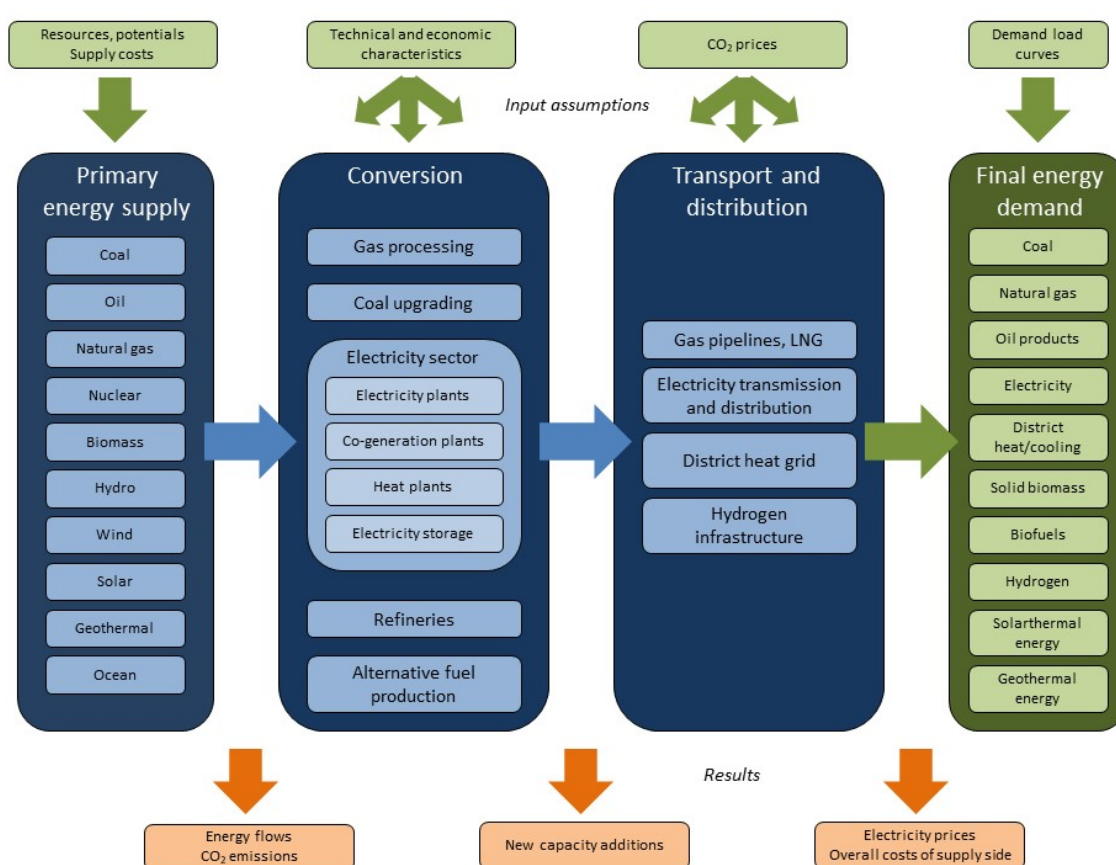 Resources, potentials
Supply costs
Technical and economic
characteristics
CO₂ prices
Demand load
curves
Input assumptions
Primary
energy supply
Coal
Oil
Natural gas
Nuclear
Biomass
Hydro
Wind
Solar
Geothermal
Ocean
Conversion
Gas processing
Coal upgrading
Electricity sector
Electricity plants
Co-generation plants
Heat plants
Electricity storage
Refineries
Alternative fuel
production
Transport and
distribution
Gas pipelines, LNG
Electricity transmission
and distribution
District heat grid
Hydrogen
infrastructure
Final energy
demand
Coal
Natural gas
Oil products
Electricity
District
heat/cooling
Solid biomass
Biofuels
Hydrogen
Solarthermal
energy
Geothermal
energy
Results
Energy flows
CO₂ emissions
New capacity additions
Electricity prices
Overall costs of supply side